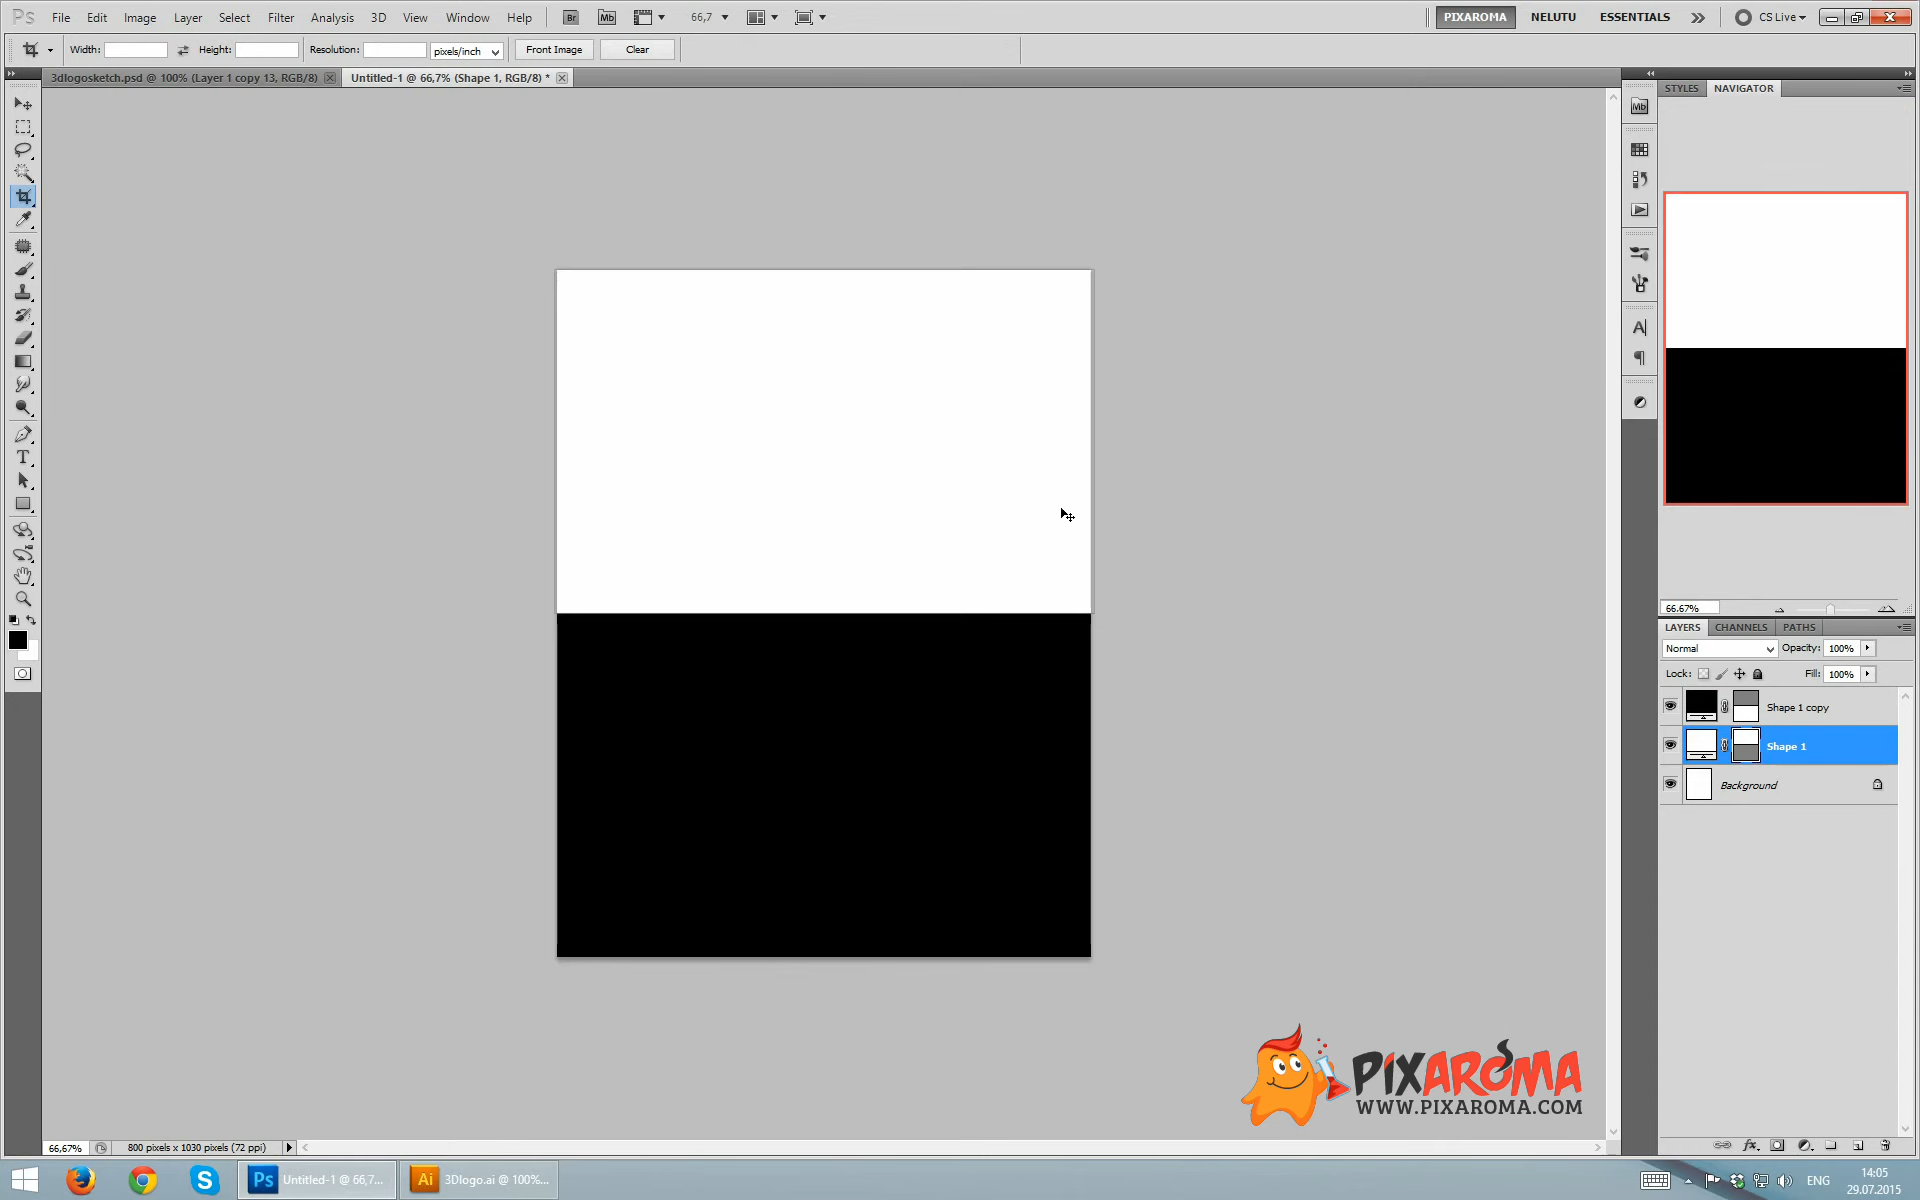 Ps File Edit Image Layer Select Filter Analysis 3D View Window Help Br Mb 66,7 PIXAROMA NELUTU ESSENTIALS CS Live
Width: Height: Resolution: pixels/inch Front Image Clear
3dlogosketch.psd @ 100% (Layer 1 copy 13, RGB/8) Untitled-1 @ 66,7% (Shape 1, RGB/8) *
STYLES NAVIGATOR
Mb
66.67%
LAYERS CHANNELS PATHS
Normal Opacity: 100%
Lock: Fill: 100%
Shape 1 copy
Shape 1
Background
PIXAROMA
WWW.PIXAROMA.COM
66,67% 800 pixels x 1030 pixels (72 ppi)
Ps Untitled-1 @ 66,7... Ai 3Dlogo.ai @ 100%... ENG 14:05
29.07.2015